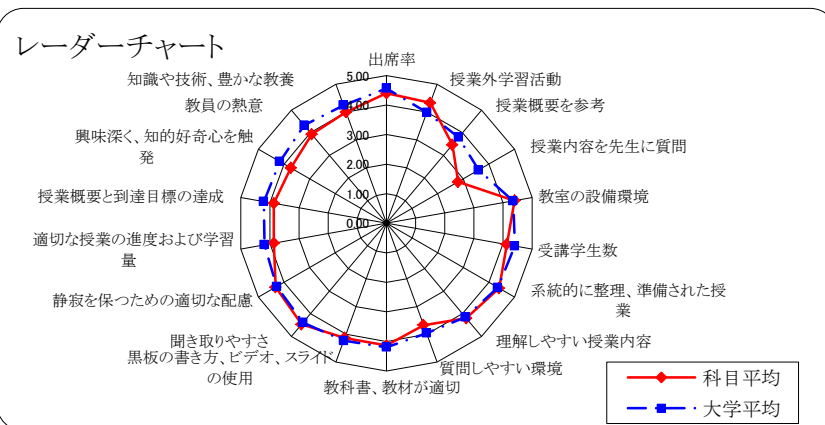 レーダーチャート
出席率
授業外学習活動
授業概要を参考
授業内容を先生に質問
教室の設備環境
受講学生数
系統的に整理、準備された授
業
理解しやすい授業内容
質問しやすい環境
教科書、教材が適切
黒板の書き方、ビデオ、スライド
の使用
聞き取りやすさ
静寂を保つための適切な配慮
適切な授業の進度および学習
量
授業概要と到達目標の達成
興味深く、知的好奇心を触
発
教員の熱意
知識や技術、豊かな教養
5.00
4.00
3.00
2.00
1.00
0.00
科目平均
大学平均